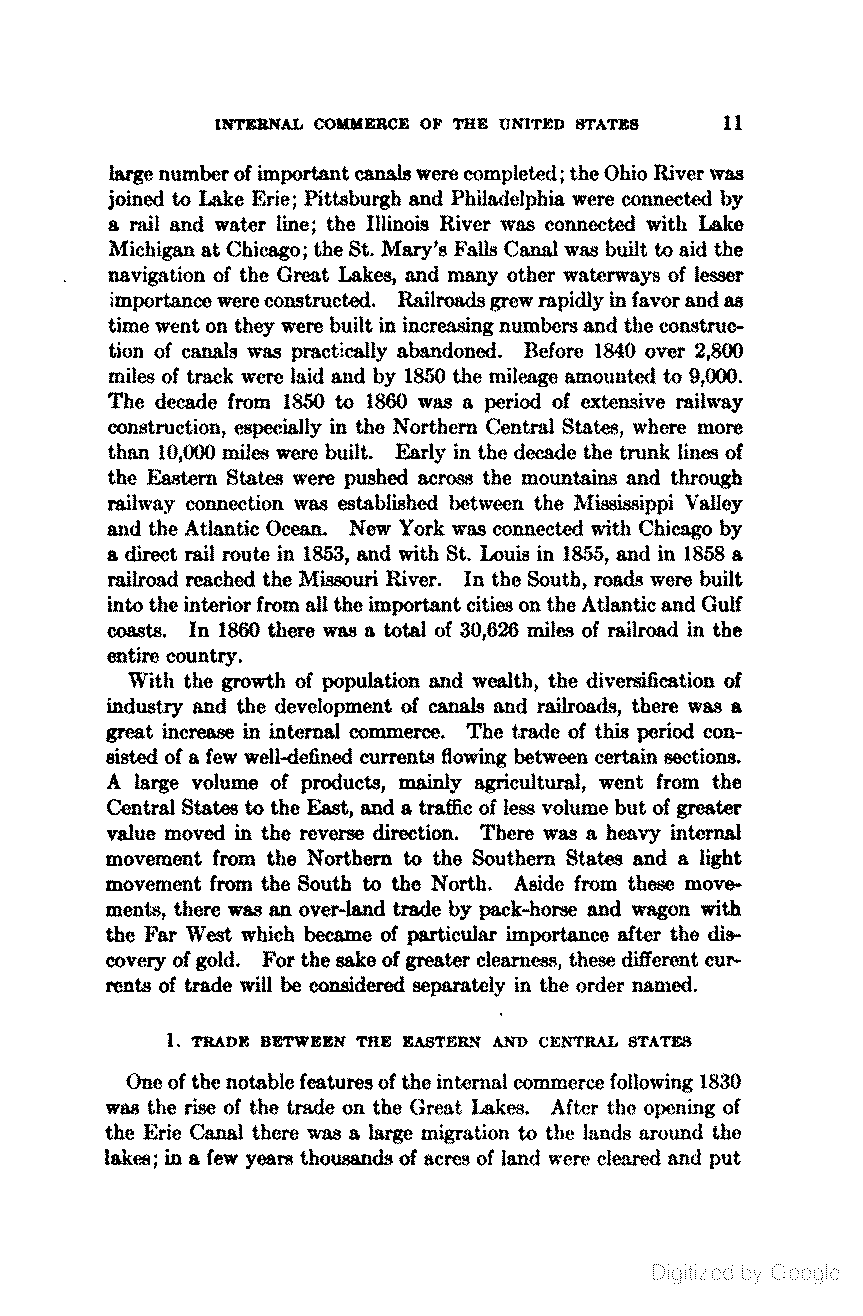 INTERNAL COMMERCE OF THE UNITED STATES 11
large number of important canals were completed; the Ohio River was
joined to Lake Erie; Pittsburgh and Philadelphia were connected by
a rail and water line; the Illinois River was connected with Lake
Michigan at Chicago; the St. Mary's Falls Canal was built to aid the
navigation of the Great Lakes, and many other waterways of lesser
importance were constructed. Railroads grew rapidly in favor and as
time went on they were built in increasing numbers and the construc-
tion of canals was practically abandoned. Before 1840 over 2,800
miles of track were laid and by 1850 the mileage amounted to 9,000.
The decade from 1850 to 1860 was a period of extensive railway
construction, especially in the Northern Central States, where more
than 10,000 miles were built. Early in the decade the trunk lines of
the Eastern States were pushed across the mountains and through
railway connection was established between the Mississippi Valley
and the Atlantic Ocean. New York was connected with Chicago by
a direct rail route in 1853, and with St. Louis in 1855, and in 1858 a
railroad reached the Missouri River. In the South, roads were built
into the interior from all the important cities on the Atlantic and Gulf
coasts. In 1860 there was a total of 30,626 miles of railroad in the
entire country.
With the growth of population and wealth, the diversification of
industry and the development of canals and railroads, there was a
great increase in internal commerce. The trade of this period con-
sisted of a few well-defined currents flowing between certain sections.
A large volume of products, mainly agricultural, went from the
Central States to the East, and a traffic of less volume but of greater
value moved in the reverse direction. There was a heavy internal
movement from the Northern to the Southern States and a light
movement from the South to the North. Aside from these move-
ments, there was an over-land trade by pack-horse and wagon with
the Far West which became of particular importance after the dis-
covery of gold. For the sake of greater clearness, these different cur-
rents of trade will be considered separately in the order named.
1. TRADE BETWEEN THE EASTERN AND CENTRAL STATES
One of the notable features of the internal commerce following 1830
was the rise of the trade on the Great Lakes. After the opening of
the Erie Canal there was a large migration to the lands around the
lakes; in a few years thousands of acres of land were cleared and put
Digitized by Google